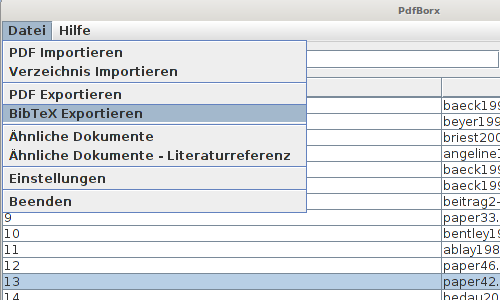 PdfBorx
Datei Hilfe
PDF Importieren
Verzeichnis Importieren
PDF Exportieren
BibTeX Exportieren
Ähnliche Dokumente
Ähnliche Dokumente - Literaturreferenz
Einstellungen
Beenden
baeck199
beyer199
briest200
angeline1
baeck199
baeck199
beitrag2-
9 paper33.
10 bentley19
11 ablay198
12 paper46.
13 paper42.
14 bedau20